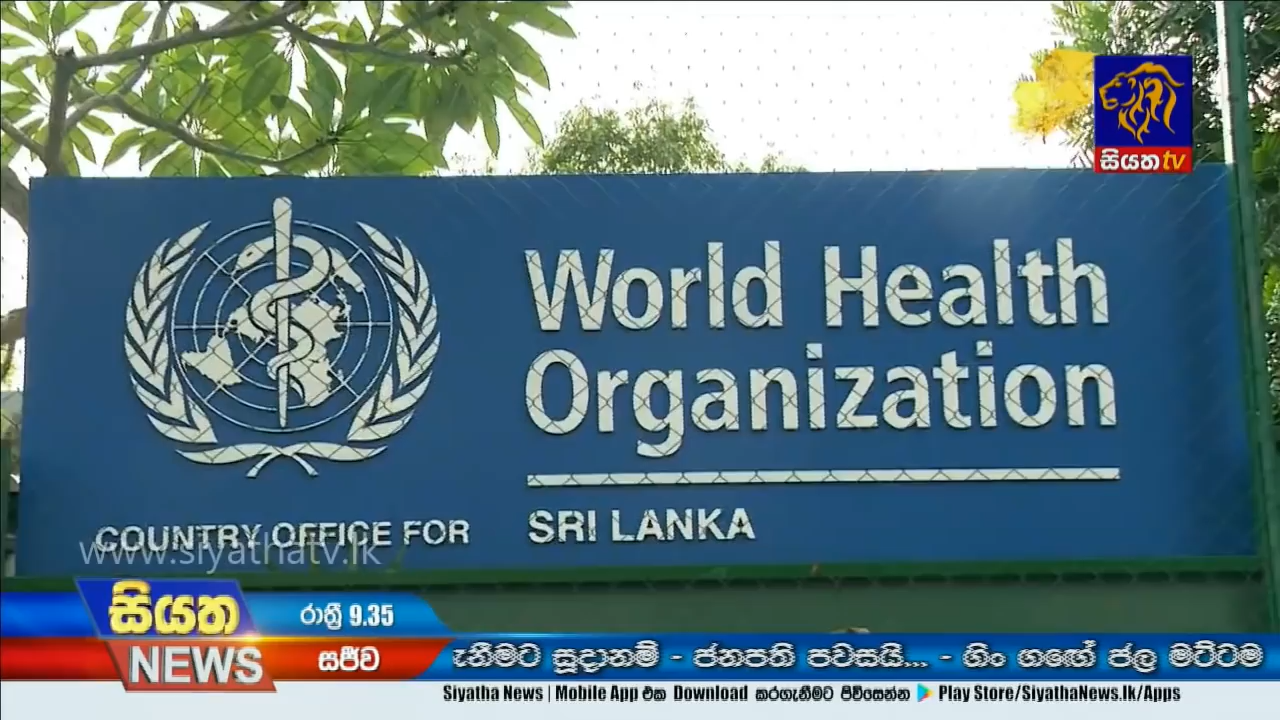 සියත tv
World Health
Organization
COUNTRY OFFICE FOR SRI LANKA
www.siyathatv.lk
සියත
NEWS
රාත්‍රී 9.35
සජීව
ැනීමට සූදානම් - ජනපති පවසයි... - ගිං ගඟේ ජල මට්ටම
Siyatha News | Mobile App එක Download කරගැනීමට පිවිසෙන්න Play Store/SiyathaNews.lk/Apps